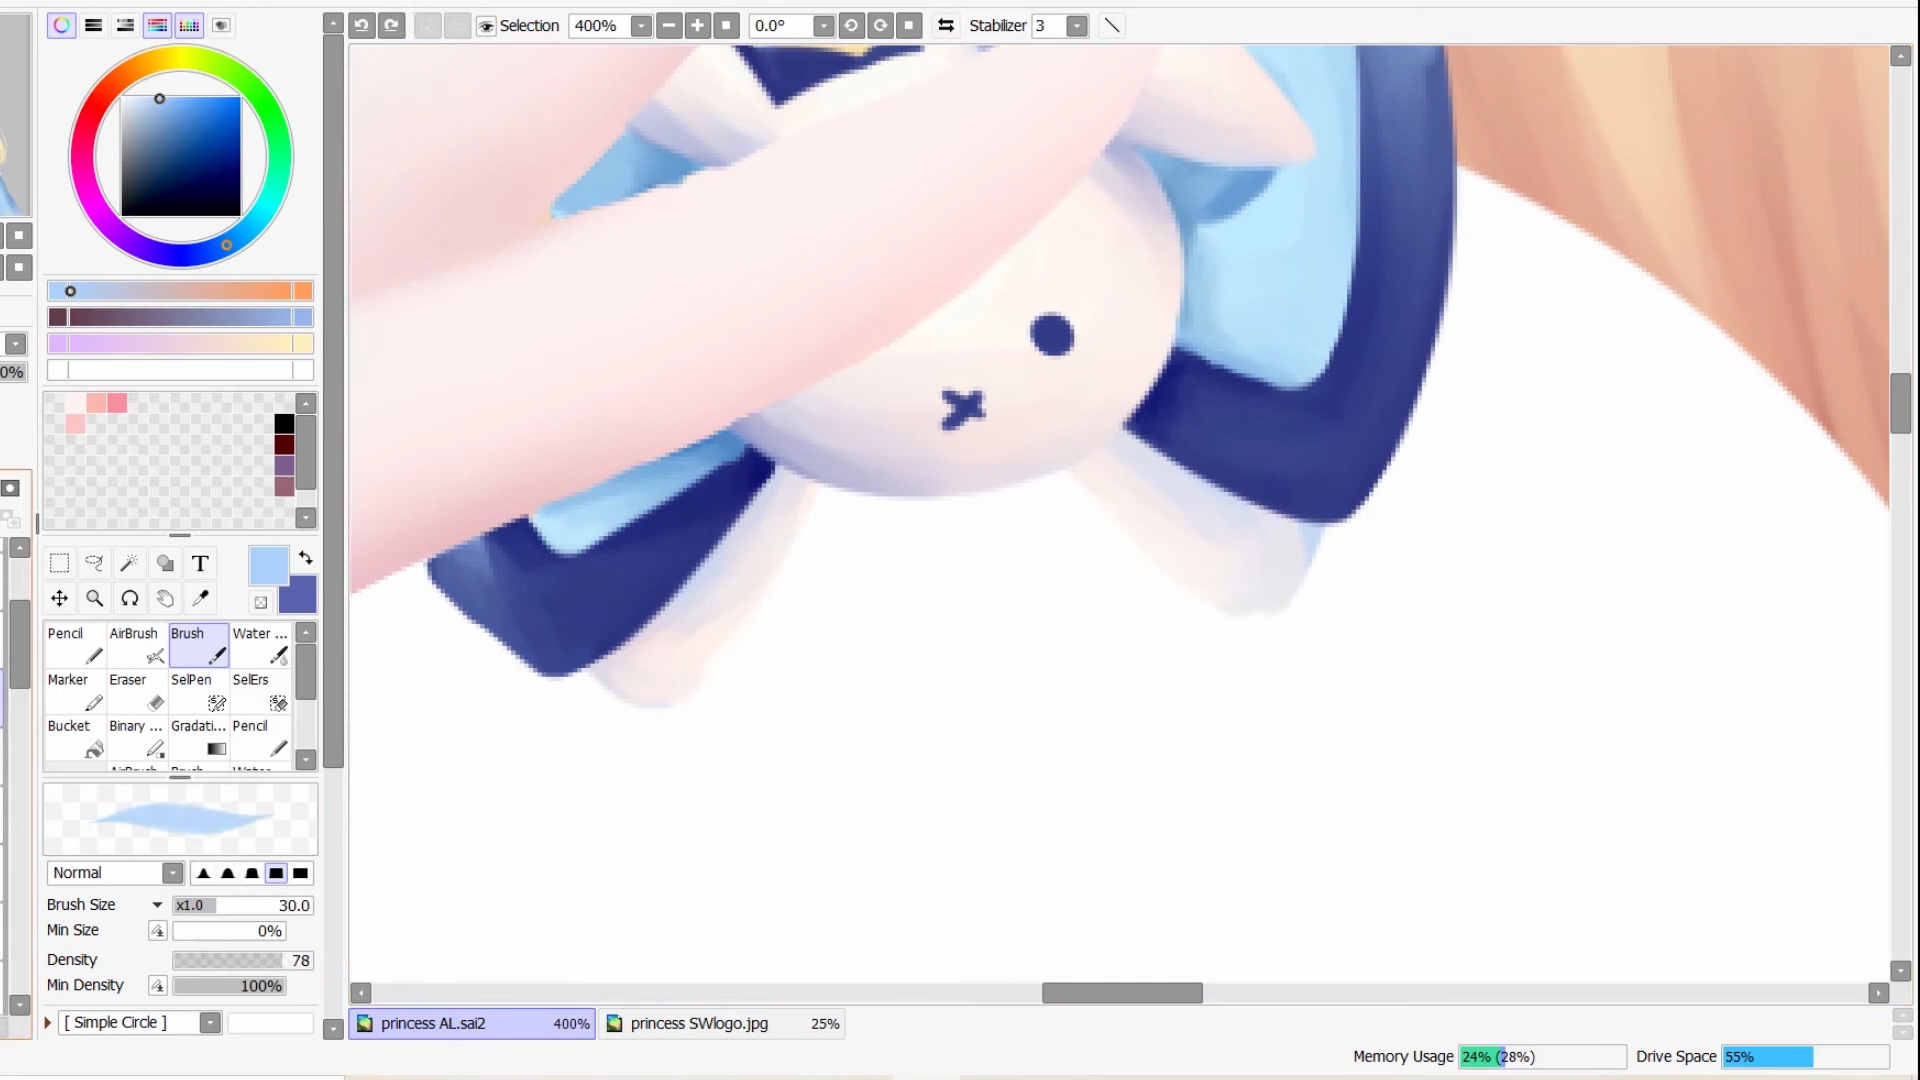 Selection 400% 0.0° Stabilizer 3
0%
T
Pencil AirBrush Brush Water ...
Marker Eraser SelPen SelErs
Bucket Binary ... Gradati... Pencil
Normal
Brush Size x1.0 30.0
Min Size 0%
Density 78
Min Density 100%
[ Simple Circle ]
princess AL.sai2 400% princess SWlogo.jpg 25%
Memory Usage 24% (28%) Drive Space 55%